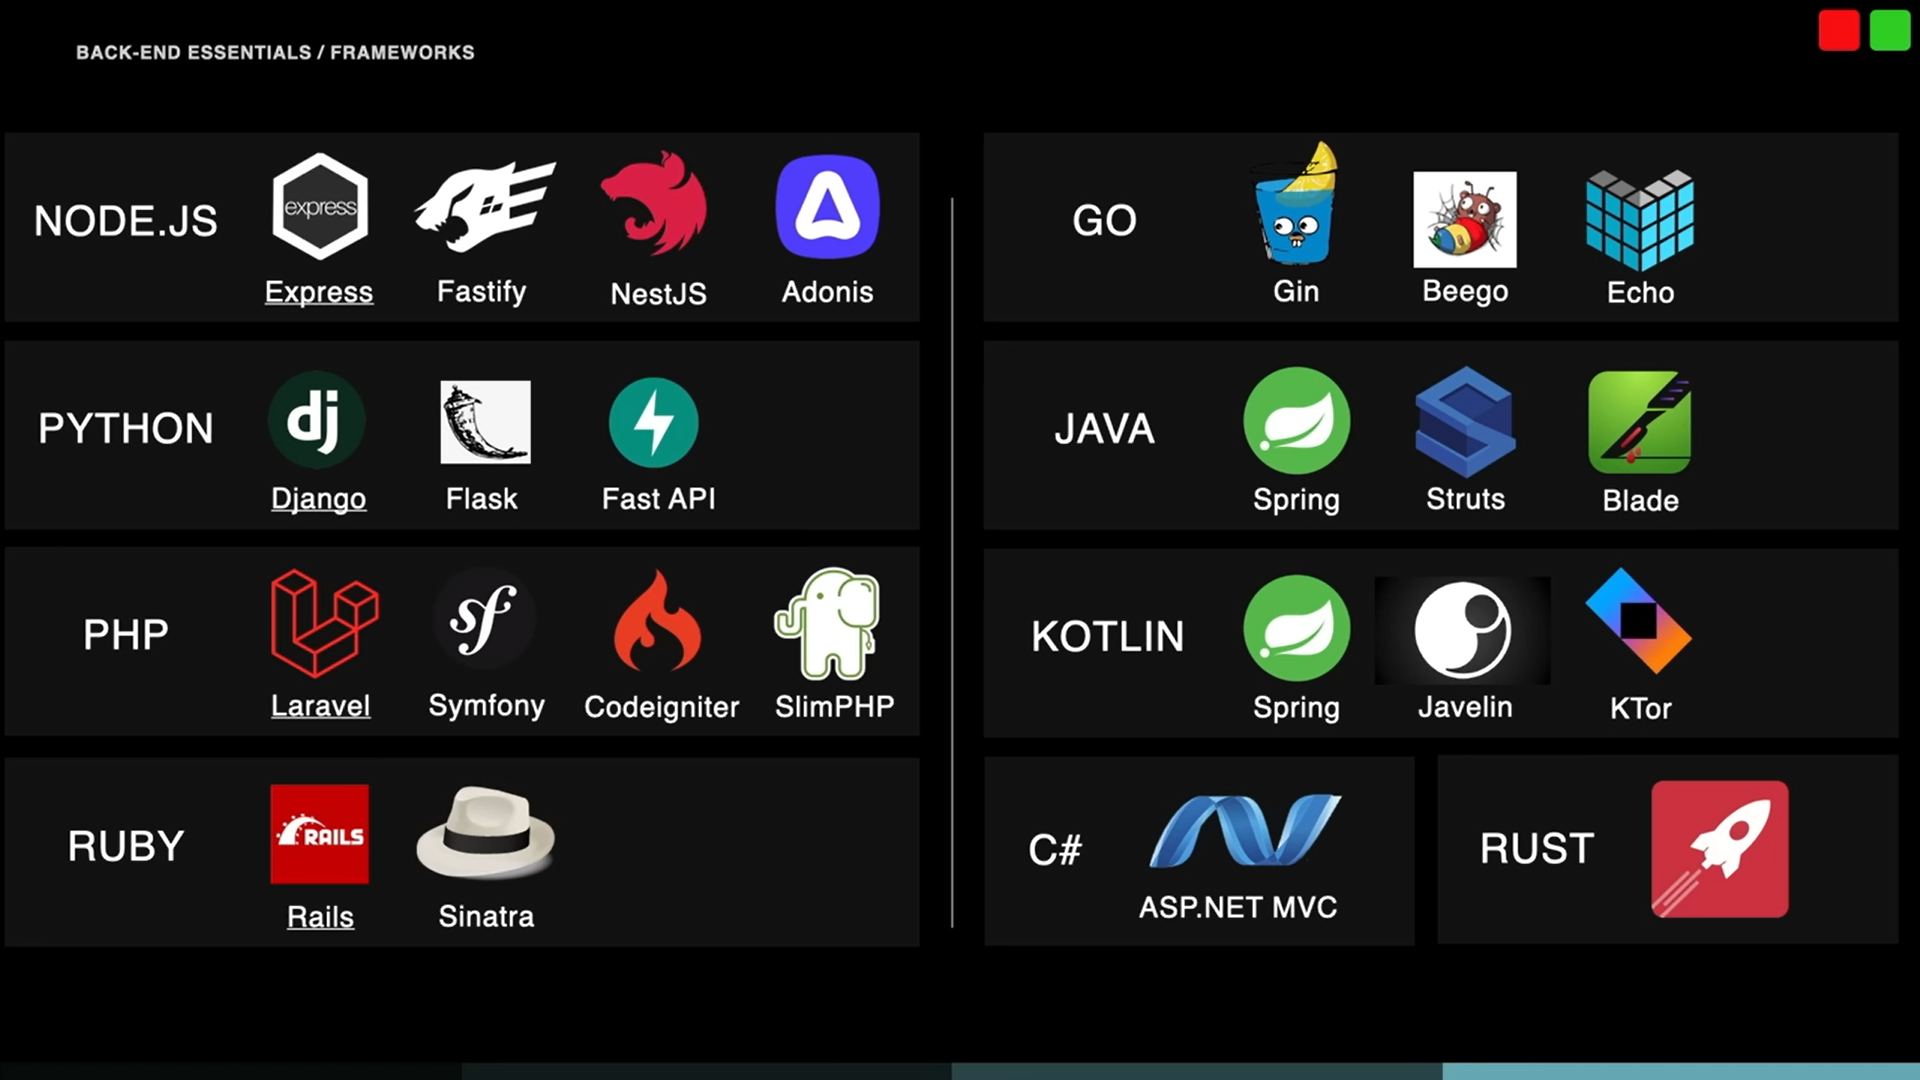 BACK-END ESSENTIALS / FRAMEWORKS
NODE.JS
express
Express
Fastify
NestJS
Adonis
PYTHON
dj
Django
Flask
Fast API
PHP
Laravel
sf
Symfony
Codeigniter
SlimPHP
RUBY
RAILS
Rails
Sinatra
GO
Gin
Beego
Echo
JAVA
Spring
Struts
Blade
KOTLIN
Spring
Javelin
KTor
C#
ASP.NET MVC
RUST